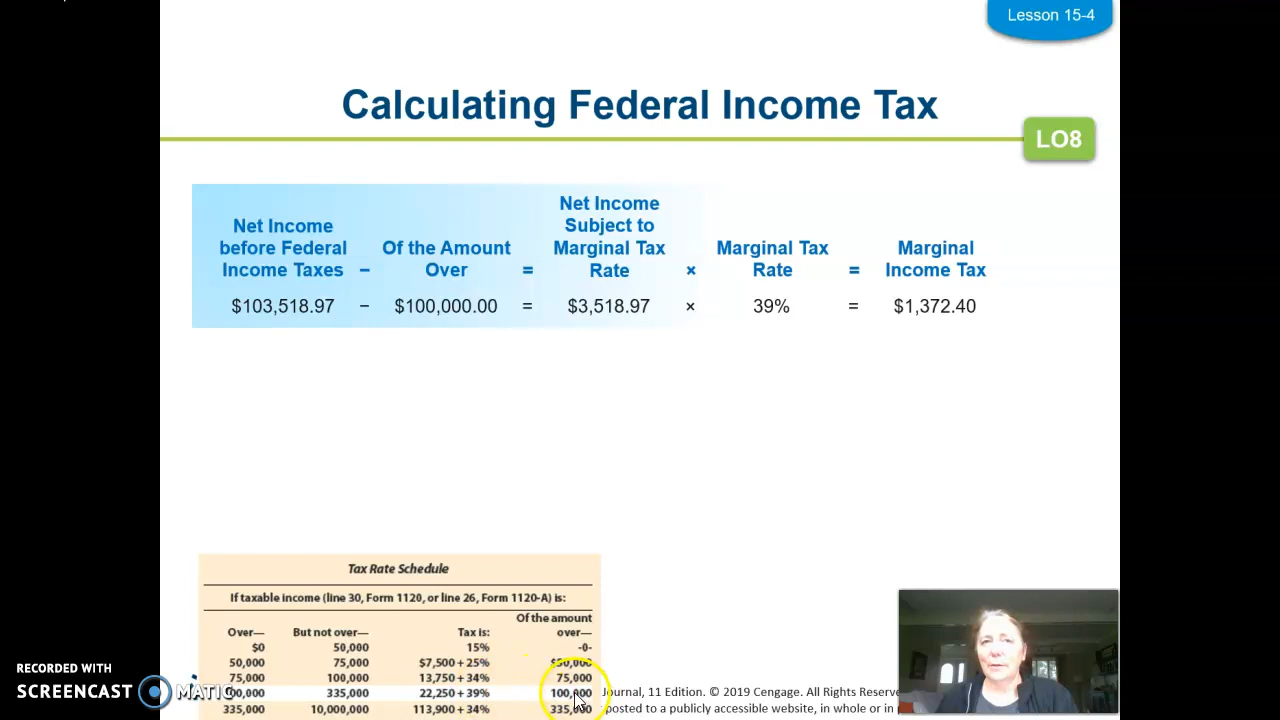 Lesson 15-4
Calculating Federal Income Tax
LO8
Net Income before Federal Income Taxes – Of the Amount Over = Net Income Subject to Marginal Tax Rate × Marginal Tax Rate = Marginal Income Tax
$103,518.97 – $100,000.00 = $3,518.97 × 39% = $1,372.40
Tax Rate Schedule
If taxable income (line 30, Form 1120, or line 26, Form 1120-A) is:
Over— But not over— Tax is: Of the amount over—
$0 50,000 15% -0-
50,000 75,000 $7,500 + 25% $50,000
75,000 100,000 13,750 + 34% 75,000
335,000 22,250 + 39% 100,000
335,000 10,000,000 113,900 + 34% 335,000
Journal, 11 Edition. © 2019 Cengage. All Rights
posted to a publicly accessible website, in whole or in
RECORDED WITH
SCREENCAST MATIC